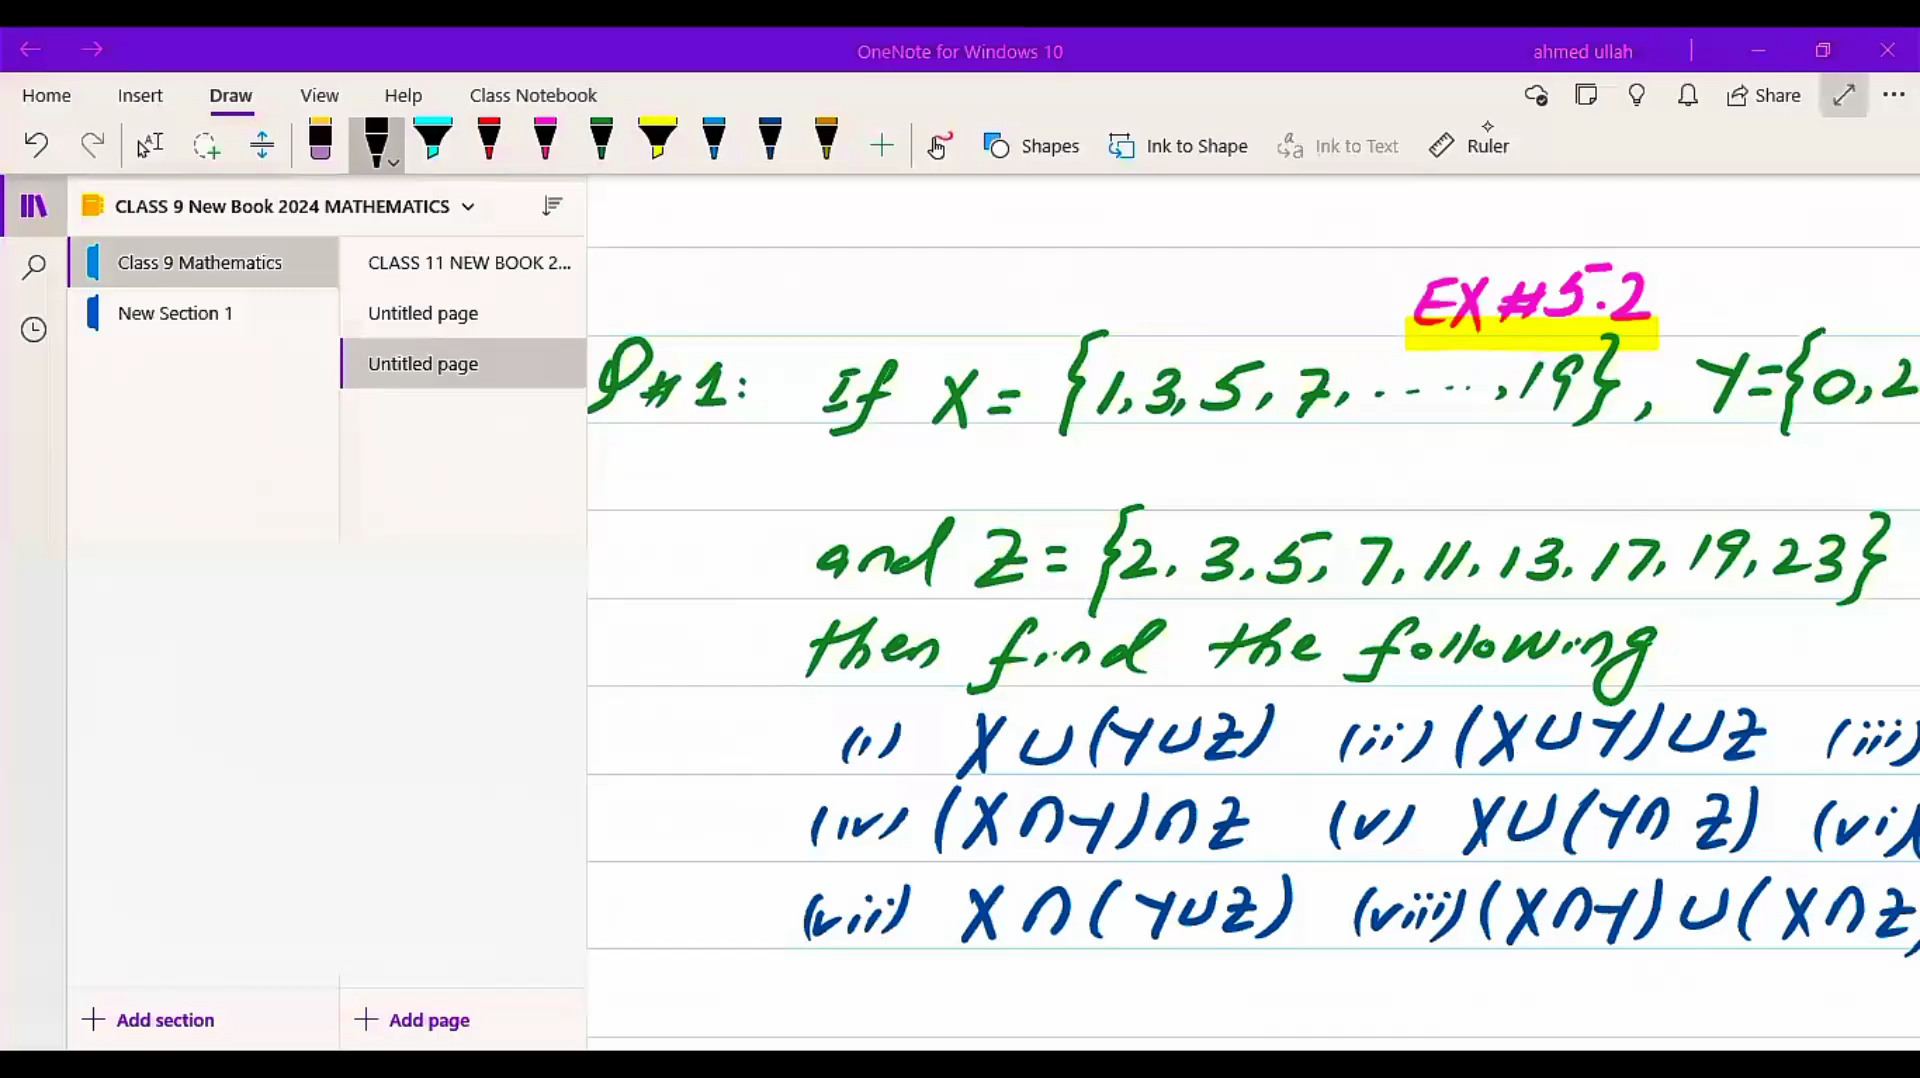 OneNote for Windows 10
ahmed ullah
Home Insert Draw View Help Class Notebook
Share
Shapes Ink to Shape Ink to Text Ruler
CLASS 9 New Book 2024 MATHEMATICS
Class 9 Mathematics
New Section 1
CLASS 11 NEW BOOK 2...
Untitled page
Untitled page
EX #5.2
Q#1: If X = {1, 3, 5, 7, ....., 19}, Y={0, 2
and Z = {2, 3, 5, 7, 11, 13, 17, 19, 23}
then find the following
(i) X∪(Y∪Z) (ii) (X∪Y)∪Z (iii)
(iv) (X∩Y)∩Z (v) X∪(Y∩Z) (vi)
(vii) X∩(Y∪Z) (viii) (X∩Y)∪(X∩Z)
Add section
Add page